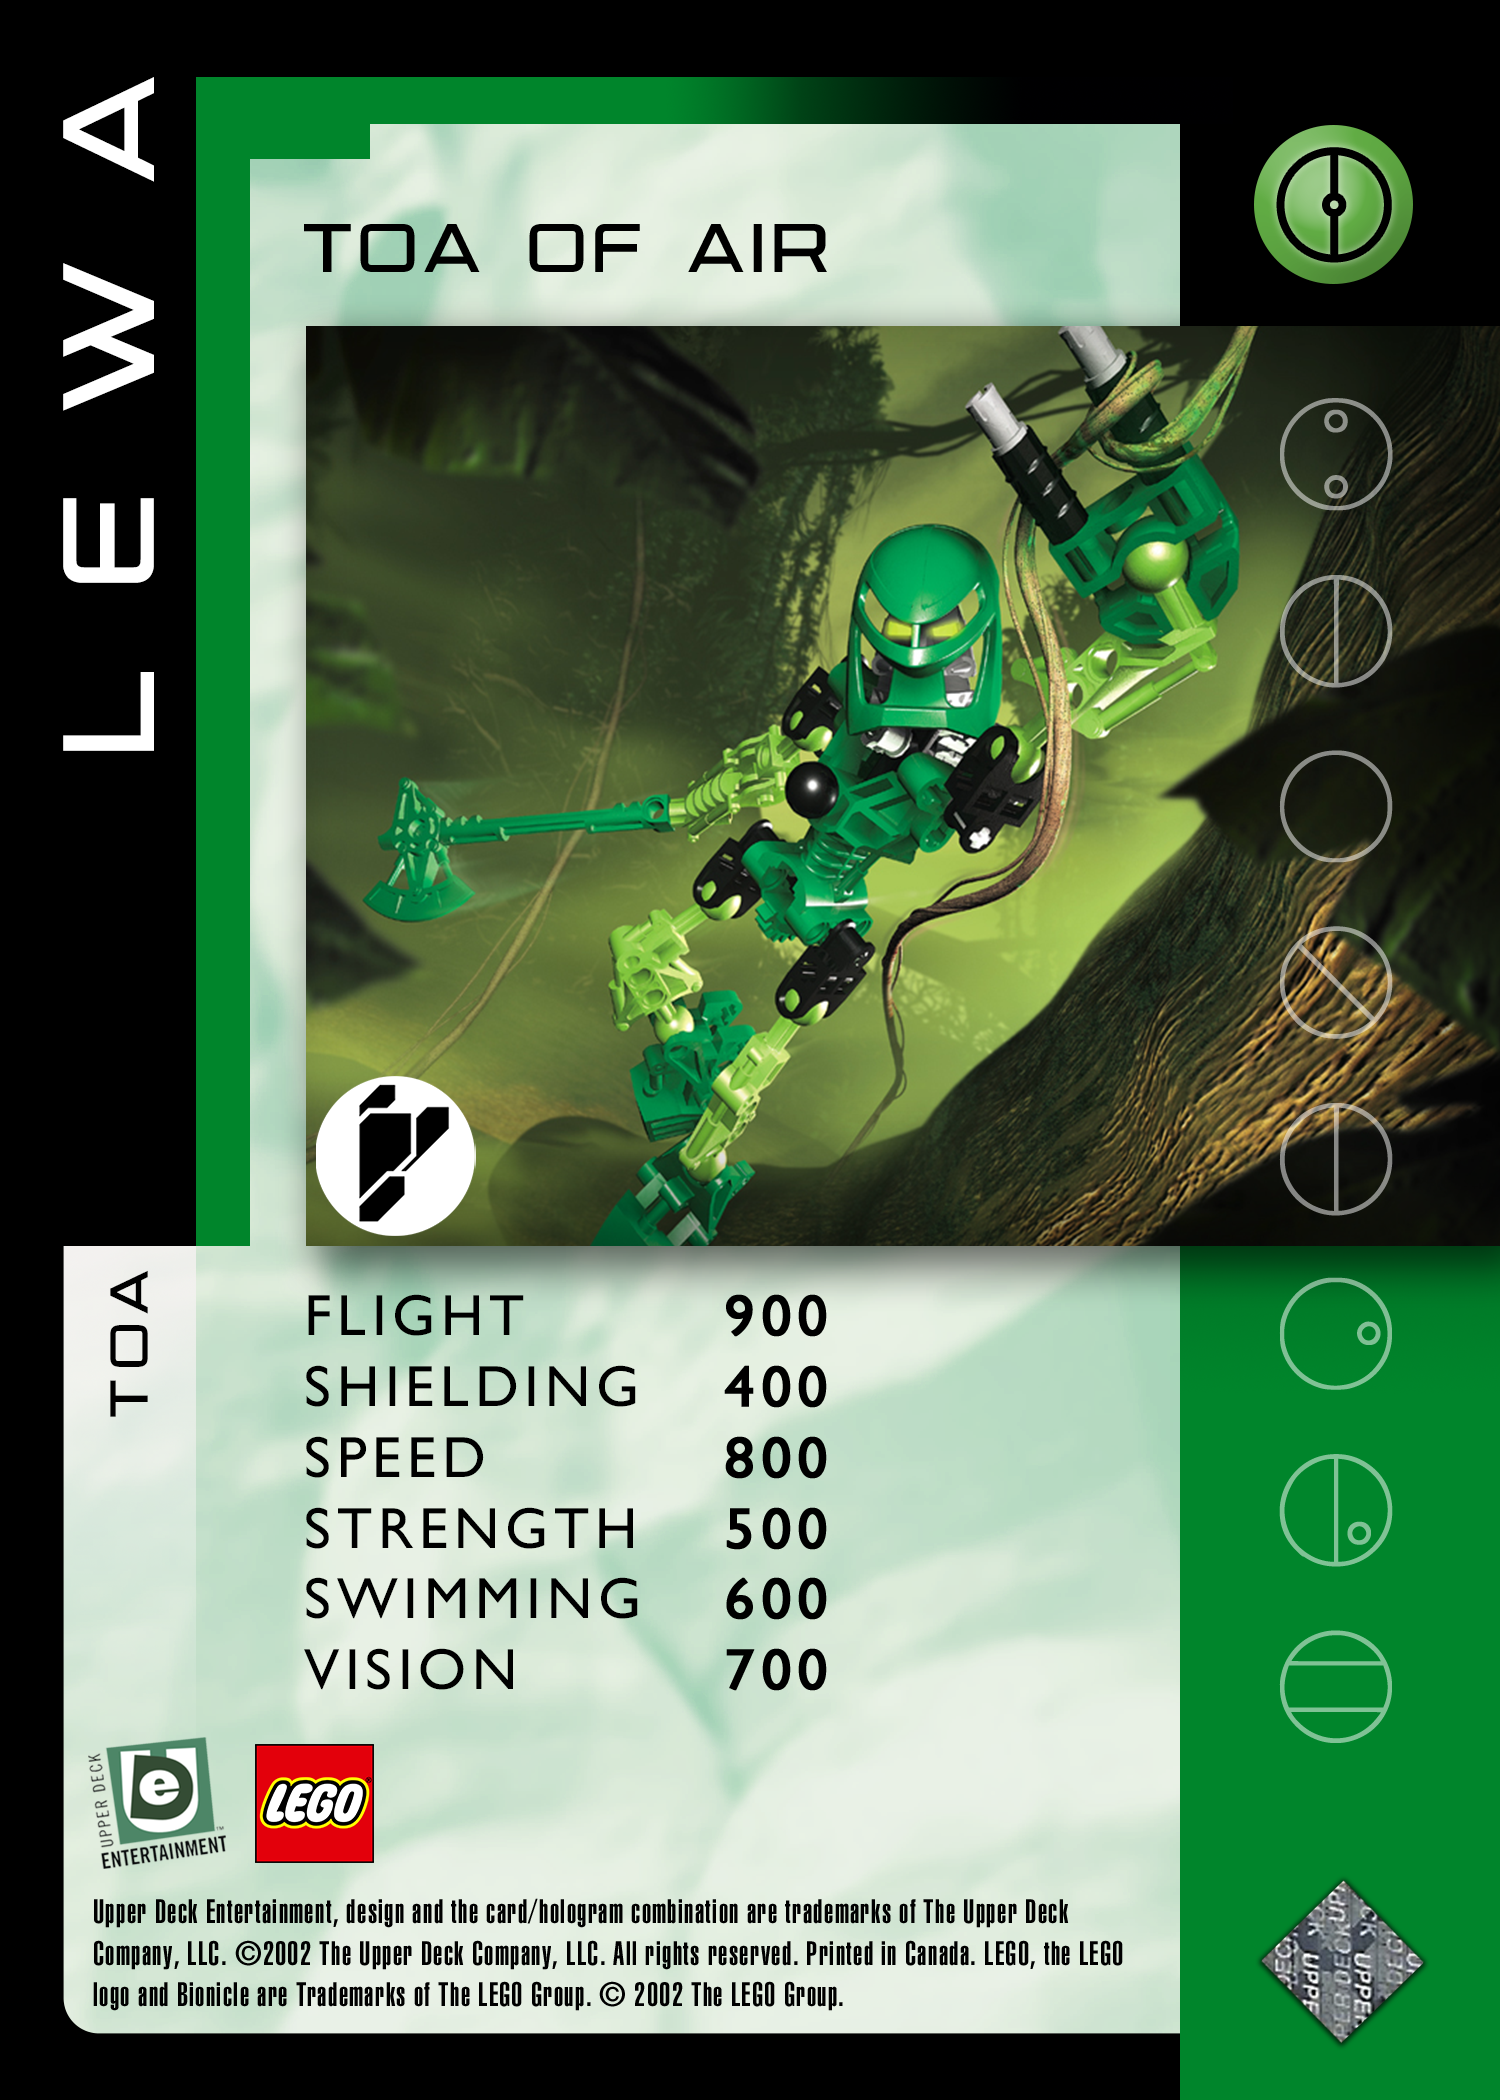 LEWA
TOA OF AIR
TOA
FLIGHT 900
SHIELDING 400
SPEED 800
STRENGTH 500
SWIMMING 600
VISION 700
UPPER DECK
De
ENTERTAINMENT™
LEGO
Upper Deck Entertainment, design and the card/hologram combination are trademarks of The Upper Deck
Company, LLC. ©2002 The Upper Deck Company, LLC. All rights reserved. Printed in Canada. LEGO, the LEGO
logo and Bionicle are Trademarks of The LEGO Group. © 2002 The LEGO Group.